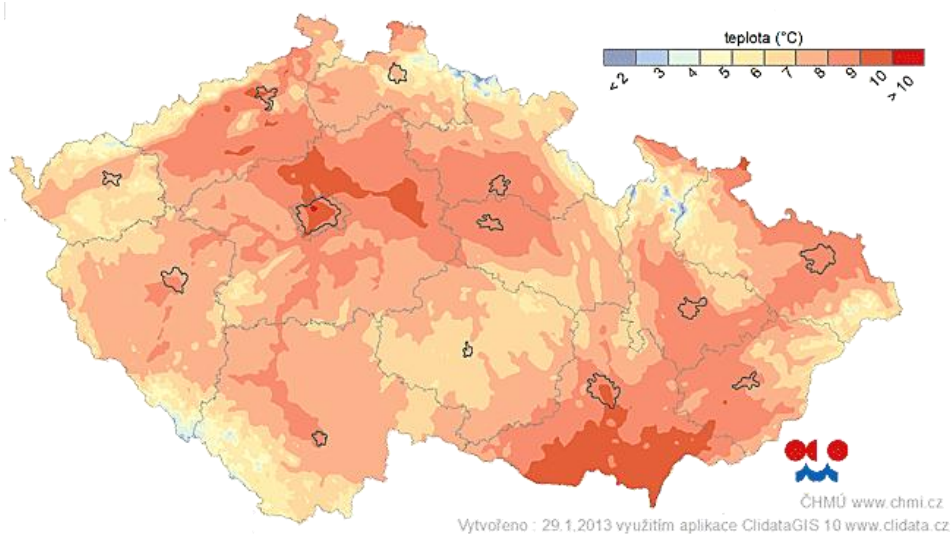 teplota (°C)
< 2 3 4 5 6 7 8 9 10 > 10
ČHMÚ www.chmi.cz
Vytvořeno : 29.1.2013 využitím aplikace ClidataGIS 10 www.clidata.cz